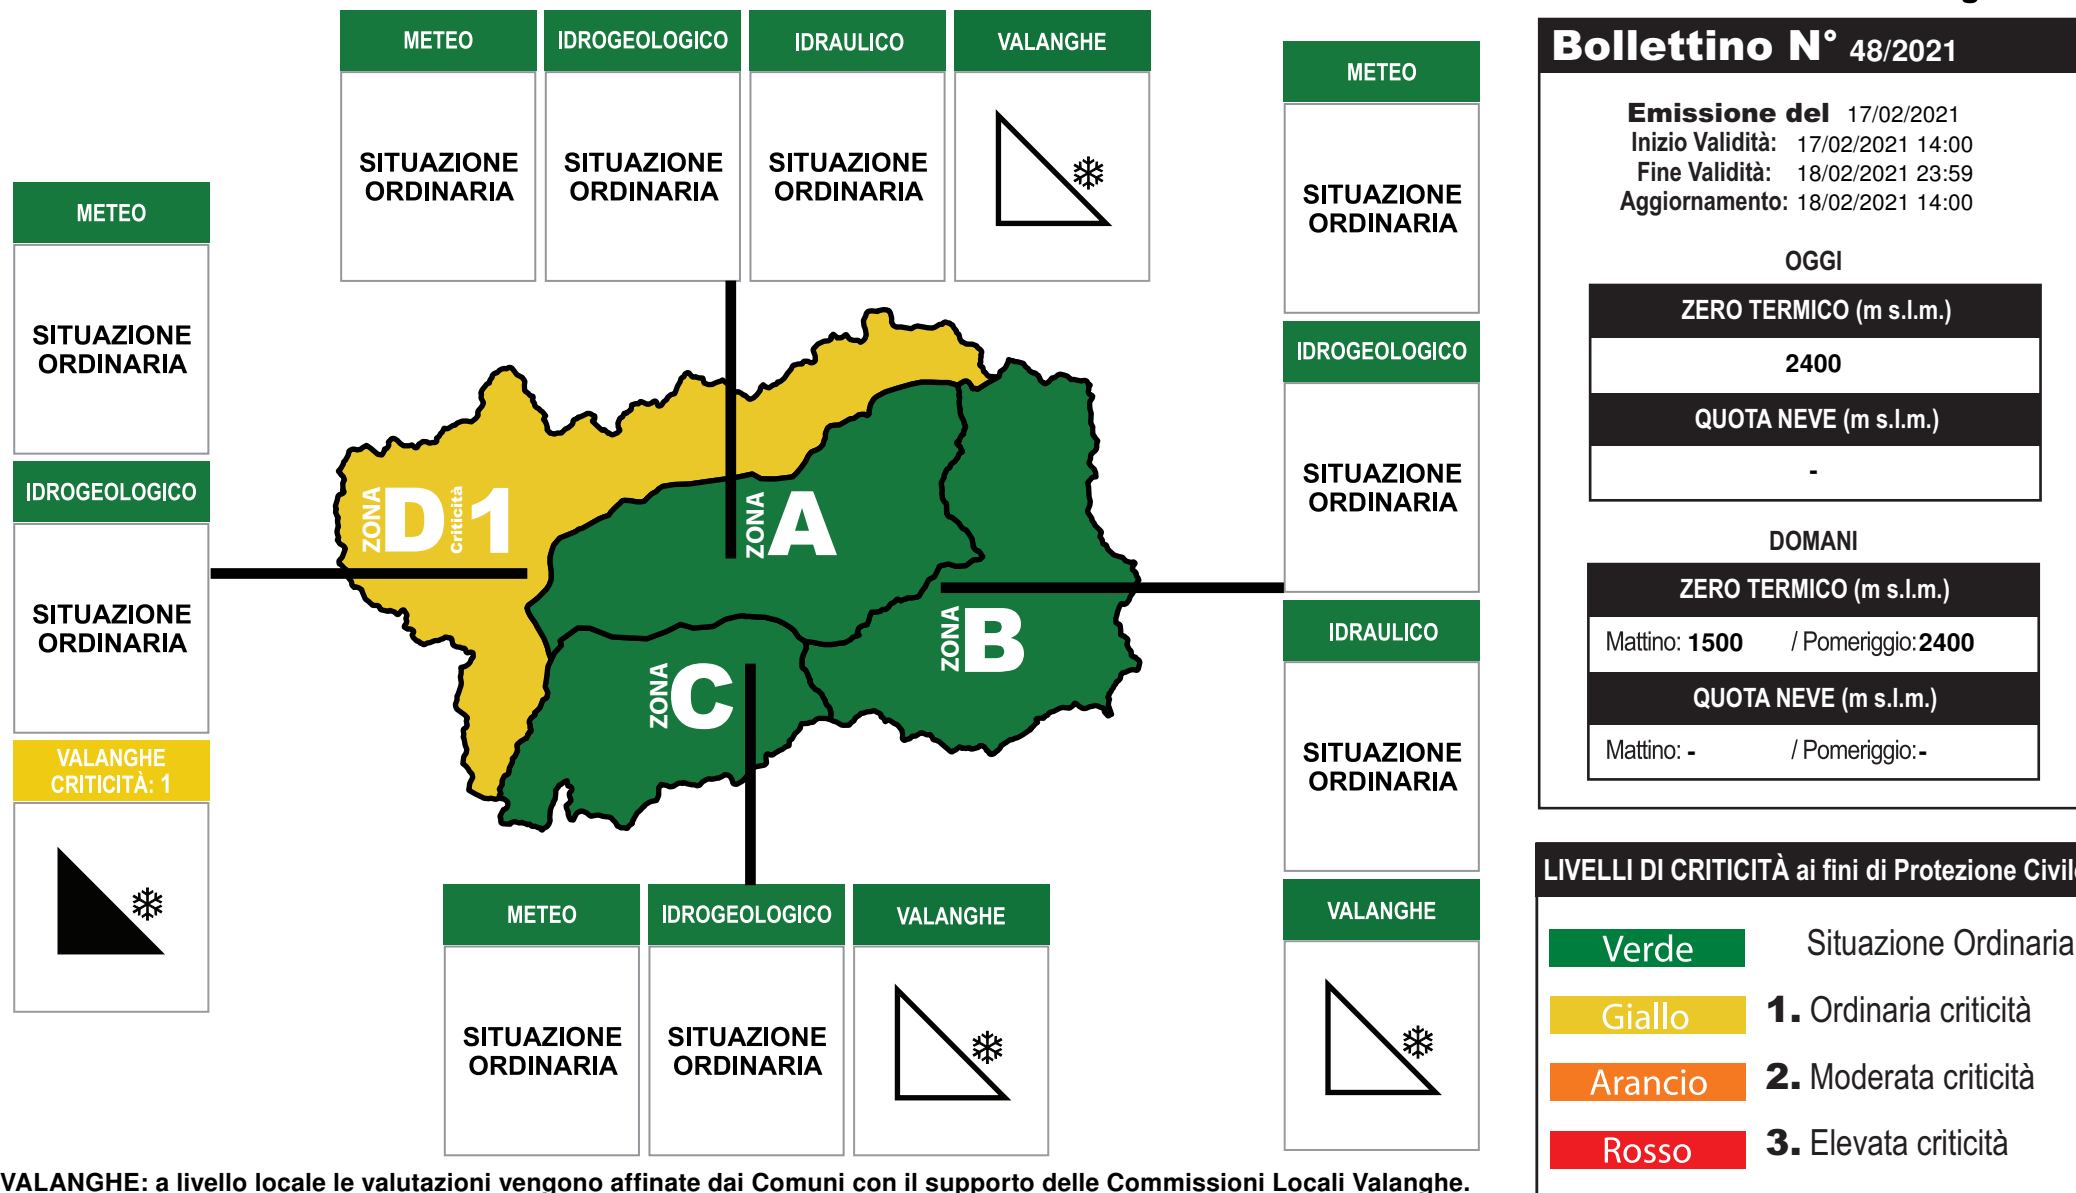 METEO
SITUAZIONE
ORDINARIA
IDROGEOLOGICO
SITUAZIONE
ORDINARIA
IDRAULICO
SITUAZIONE
ORDINARIA
VALANGHE
METEO
SITUAZIONE
ORDINARIA
IDROGEOLOGICO
SITUAZIONE
ORDINARIA
VALANGHE
CRITICITÀ: 1
ZONA D Criticità 1
ZONA A
ZONA B
ZONA C
METEO
SITUAZIONE
ORDINARIA
IDROGEOLOGICO
SITUAZIONE
ORDINARIA
IDRAULICO
SITUAZIONE
ORDINARIA
VALANGHE
METEO
SITUAZIONE
ORDINARIA
IDROGEOLOGICO
SITUAZIONE
ORDINARIA
VALANGHE
VALANGHE: a livello locale le valutazioni vengono affinate dai Comuni con il supporto delle Commissioni Locali Valanghe.
Bollettino N° 48/2021
Emissione del 17/02/2021
Inizio Validità: 17/02/2021 14:00
Fine Validità: 18/02/2021 23:59
Aggiornamento: 18/02/2021 14:00
OGGI
ZERO TERMICO (m s.l.m.)
2400
QUOTA NEVE (m s.l.m.)
-
DOMANI
ZERO TERMICO (m s.l.m.)
Mattino: 1500 / Pomeriggio: 2400
QUOTA NEVE (m s.l.m.)
Mattino: - / Pomeriggio: -
LIVELLI DI CRITICITÀ ai fini di Protezione Civile
Verde Situazione Ordinaria
Giallo 1. Ordinaria criticità
Arancio 2. Moderata criticità
Rosso 3. Elevata criticità